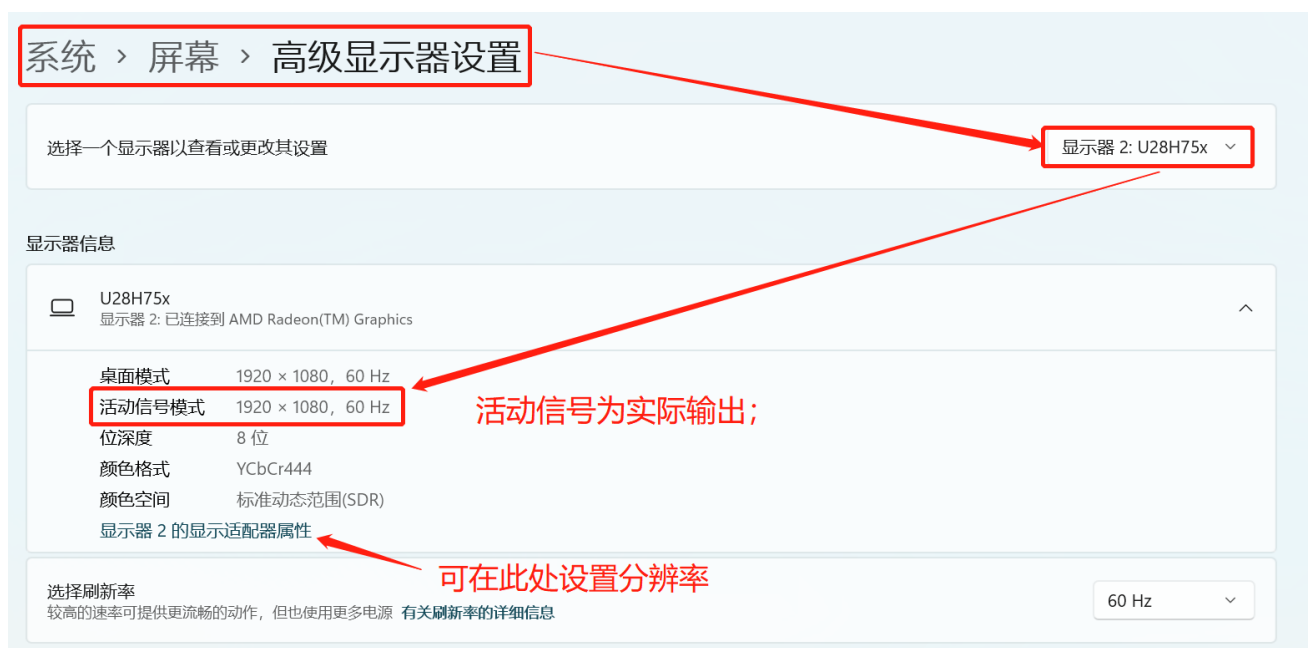 系统 › 屏幕 › 高级显示器设置
选择一个显示器以查看或更改其设置
显示器 2: U28H75x
显示器信息
U28H75x
显示器 2: 已连接到 AMD Radeon(TM) Graphics
桌面模式 1920 × 1080, 60 Hz
活动信号模式 1920 × 1080, 60 Hz
活动信号为实际输出；
位深度 8 位
颜色格式 YCbCr444
颜色空间 标准动态范围(SDR)
显示器 2 的显示适配器属性
可在此处设置分辨率
选择刷新率
较高的速率可提供更流畅的动作，但也使用更多电源 有关刷新率的详细信息
60 Hz